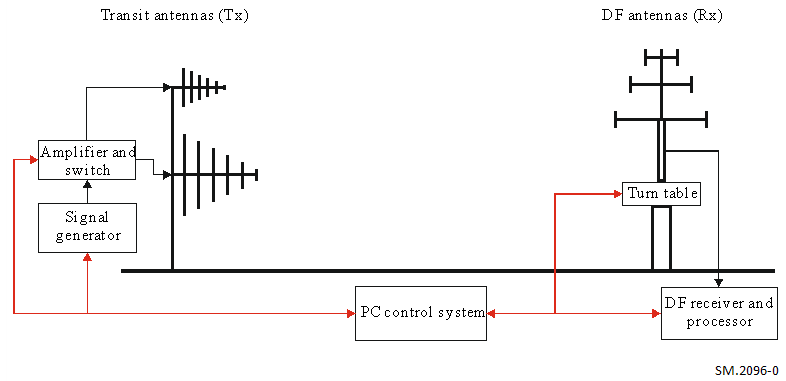 Transit antennas (Tx)
DF antennas (Rx)
Amplifier and
switch
Turn table
Signal
generator
PC control system
DF receiver and
processor
SM.2096-0